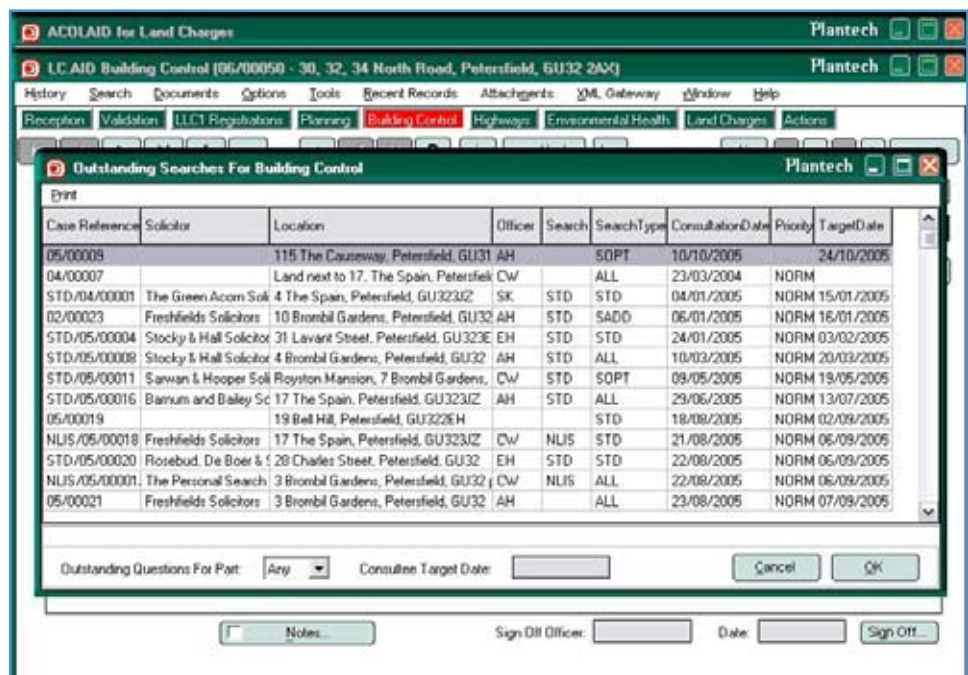 ACOLAID for Land Charges Plantech
LC.AID Building Control (06/00050 - 30, 32, 34 North Road, Petersfield, GU32 2AX) Plantech
History Search Documents Options Tools Recent Records Attachments XML Gateway Window Help
Reception Validation LLC1 Registrations Planning Building Control Highways Environmental Health Land Charges Actions
Outstanding Searches For Building Control Plantech
Print
Case Reference Solicitor Location Officer Search SearchType ConsultationDate Priority TargetDate
05/00009 115 The Causeway, Petersfield, GU31 AH SOPT 10/10/2005 24/10/2005
04/00007 Land next to 17, The Spain, Petersfiel CW ALL 23/03/2004 NORM
STD/04/00001 The Green Acorn Soli 4 The Spain, Petersfield, GU323JZ SK STD STD 04/01/2005 NORM 15/01/2005
02/00023 Freshfields Solicitors 10 Brombil Gardens, Petersfield, GU32 AH STD SADD 06/01/2005 NORM 16/01/2005
STD/05/00004 Stocky & Hall Solicitor 31 Lavant Street, Petersfield, GU323E EH STD STD 24/01/2005 NORM 03/02/2005
STD/05/00008 Stocky & Hall Solicitor 4 Brombil Gardens, Petersfield, GU32 AH STD ALL 10/03/2005 NORM 20/03/2005
STD/05/00011 Sarwan & Hooper Soli Royston Mansion, 7 Brombil Gardens, CW STD SOPT 09/05/2005 NORM 19/05/2005
STD/05/00016 Barnum and Bailey So 17 The Spain, Petersfield, GU323JZ AH STD ALL 29/06/2005 NORM 13/07/2005
05/00019 19 Bell Hill, Petersfield, GU322EH STD 18/08/2005 NORM 02/09/2005
NLIS/05/00018 Freshfields Solicitors 17 The Spain, Petersfield, GU323JZ CW NLIS STD 21/08/2005 NORM 06/09/2005
STD/05/00020 Rosebud, De Boer & 28 Charles Street, Petersfield, GU32 EH STD STD 22/08/2005 NORM 06/09/2005
NLIS/05/00001 The Personal Search 3 Brombil Gardens, Petersfield, GU32 CW NLIS ALL 22/08/2005 NORM 06/09/2005
05/00021 Freshfields Solicitors 3 Brombil Gardens, Petersfield, GU32 AH ALL 23/08/2005 NORM 07/09/2005
Outstanding Questions For Part: Any Consultee Target Date: Cancel OK
Notes... Sign Off Officer: Date: Sign Off...